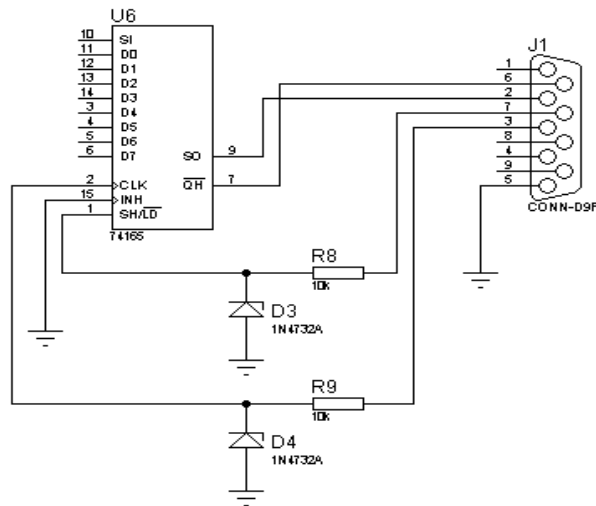 U6
10 SI
11 D0
12 D1
13 D2
14 D3
3 D4
4 D5
5 D6
6 D7
SO 9
QH 7
2 CLK
15 INH
1 SH/LD
74165
J1
1
6
2
7
3
8
4
9
5
CONN-D9F
R8
10k
D3
1N4732A
R9
10k
D4
1N4732A